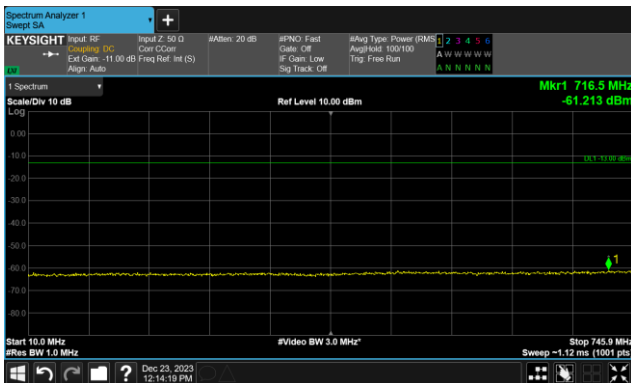 Spectrum Analyzer 1
Swept SA
KEYSIGHT Input: RF Input Z: 50 Ω #Atten: 20 dB #PNO: Fast #Avg Type: Power (RMS 1 2 3 4 5 6
Coupling: DC Corr CCorr Gate: Off Avg|Hold: 100/100 A W W W W W
Ext Gain: -11.00 dB Freq Ref: Int (S) IF Gain: Low Trig: Free Run
Align: Auto Sig Track: Off A N N N N N
LW
1 Spectrum Mkr1 716.5 MHz
Scale/Div 10 dB Ref Level 10.00 dBm -61.213 dBm
Log
0.00
-10.0
DL1 -13.00 dBm
-20.0
-30.0
-40.0
-50.0
1
-60.0
-70.0
-80.0
Start 10.0 MHz #Video BW 3.0 MHz* Stop 745.9 MHz
#Res BW 1.0 MHz Sweep ~1.12 ms (1001 pts)
? Dec 23, 2023
12:14:19 PM